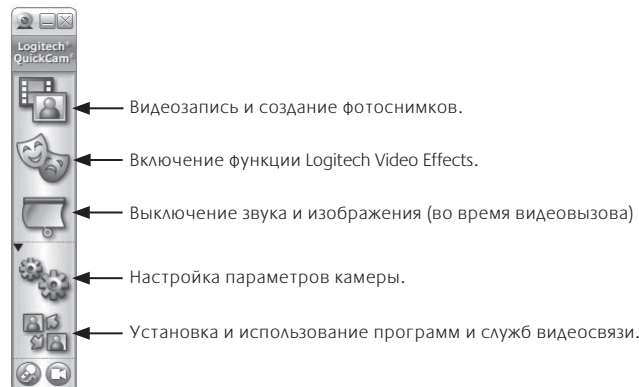 Logitech®
QuickCam®
Видеозапись и создание фотоснимков.
Включение функции Logitech Video Effects.
Выключение звука и изображения (во время видеовызова)
Настройка параметров камеры.
Установка и использование программ и служб видеосвязи.